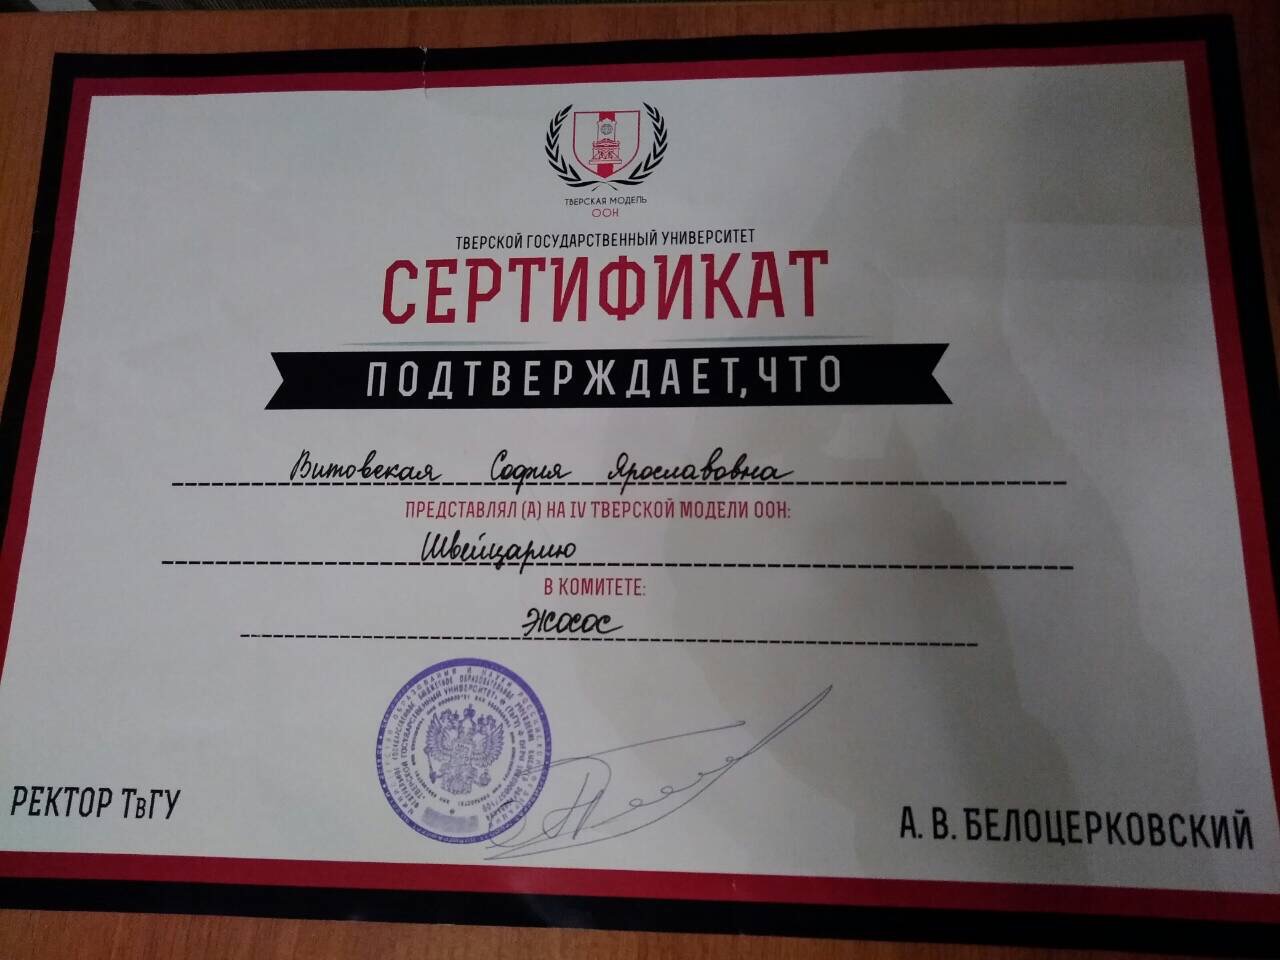 ТВЕРСКАЯ МОДЕЛЬ
ООН
ТВЕРСКОЙ ГОСУДАРСТВЕННЫЙ УНИВЕРСИТЕТ
СЕРТИФИКАТ
ПОДТВЕРЖДАЕТ, ЧТО
Витовская София Ярославовна
ПРЕДСТАВЛЯЛ (А) НА IV ТВЕРСКОЙ МОДЕЛИ ООН:
Швейцарию
В КОМИТЕТЕ:
ЭКОСОС
РЕКТОР ТвГУ
А. В. БЕЛОЦЕРКОВСКИЙ